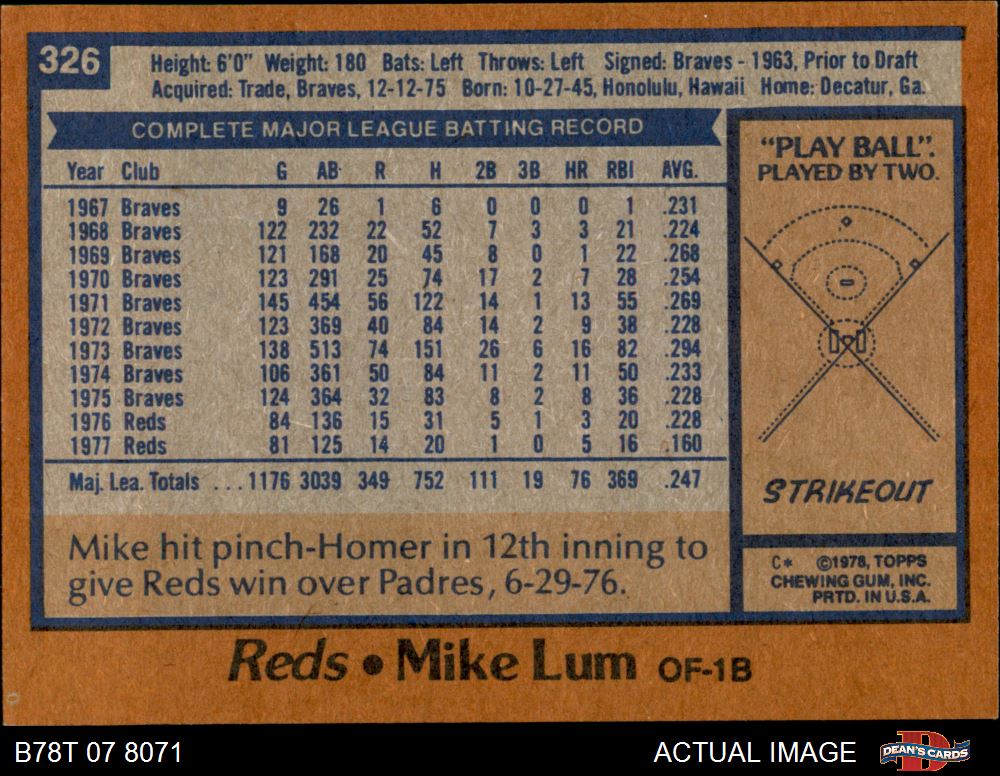 326
Height: 6'0" Weight: 180 Bats: Left Throws: Left Signed: Braves - 1963, Prior to Draft
Acquired: Trade, Braves, 12-12-75 Born: 10-27-45, Honolulu, Hawaii Home: Decatur, Ga.
COMPLETE MAJOR LEAGUE BATTING RECORD
Year Club G AB R H 2B 3B HR RBI AVG.
1967 Braves 9 26 1 6 0 0 0 1 .231
1968 Braves 122 232 22 52 7 3 3 21 .224
1969 Braves 121 168 20 45 8 0 1 22 .268
1970 Braves 123 291 25 74 17 2 7 28 .254
1971 Braves 145 454 56 122 14 1 13 55 .269
1972 Braves 123 369 40 84 14 2 9 38 .228
1973 Braves 138 513 74 151 26 6 16 82 .294
1974 Braves 106 361 50 84 11 2 11 50 .233
1975 Braves 124 364 32 83 8 2 8 36 .228
1976 Reds 84 136 15 31 5 1 3 20 .228
1977 Reds 81 125 14 20 1 0 5 16 .160
Maj. Lea. Totals ...1176 3039 349 752 111 19 76 369 .247
Mike hit pinch-Homer in 12th inning to
give Reds win over Padres, 6-29-76.
"PLAY BALL".
PLAYED BY TWO.
STRIKEOUT
C* ©1978, TOPPS
CHEWING GUM, INC.
PRTD. IN U.S.A.
Reds • Mike Lum OF-1B
B78T 07 8071
ACTUAL IMAGE
DEAN'S CARDS